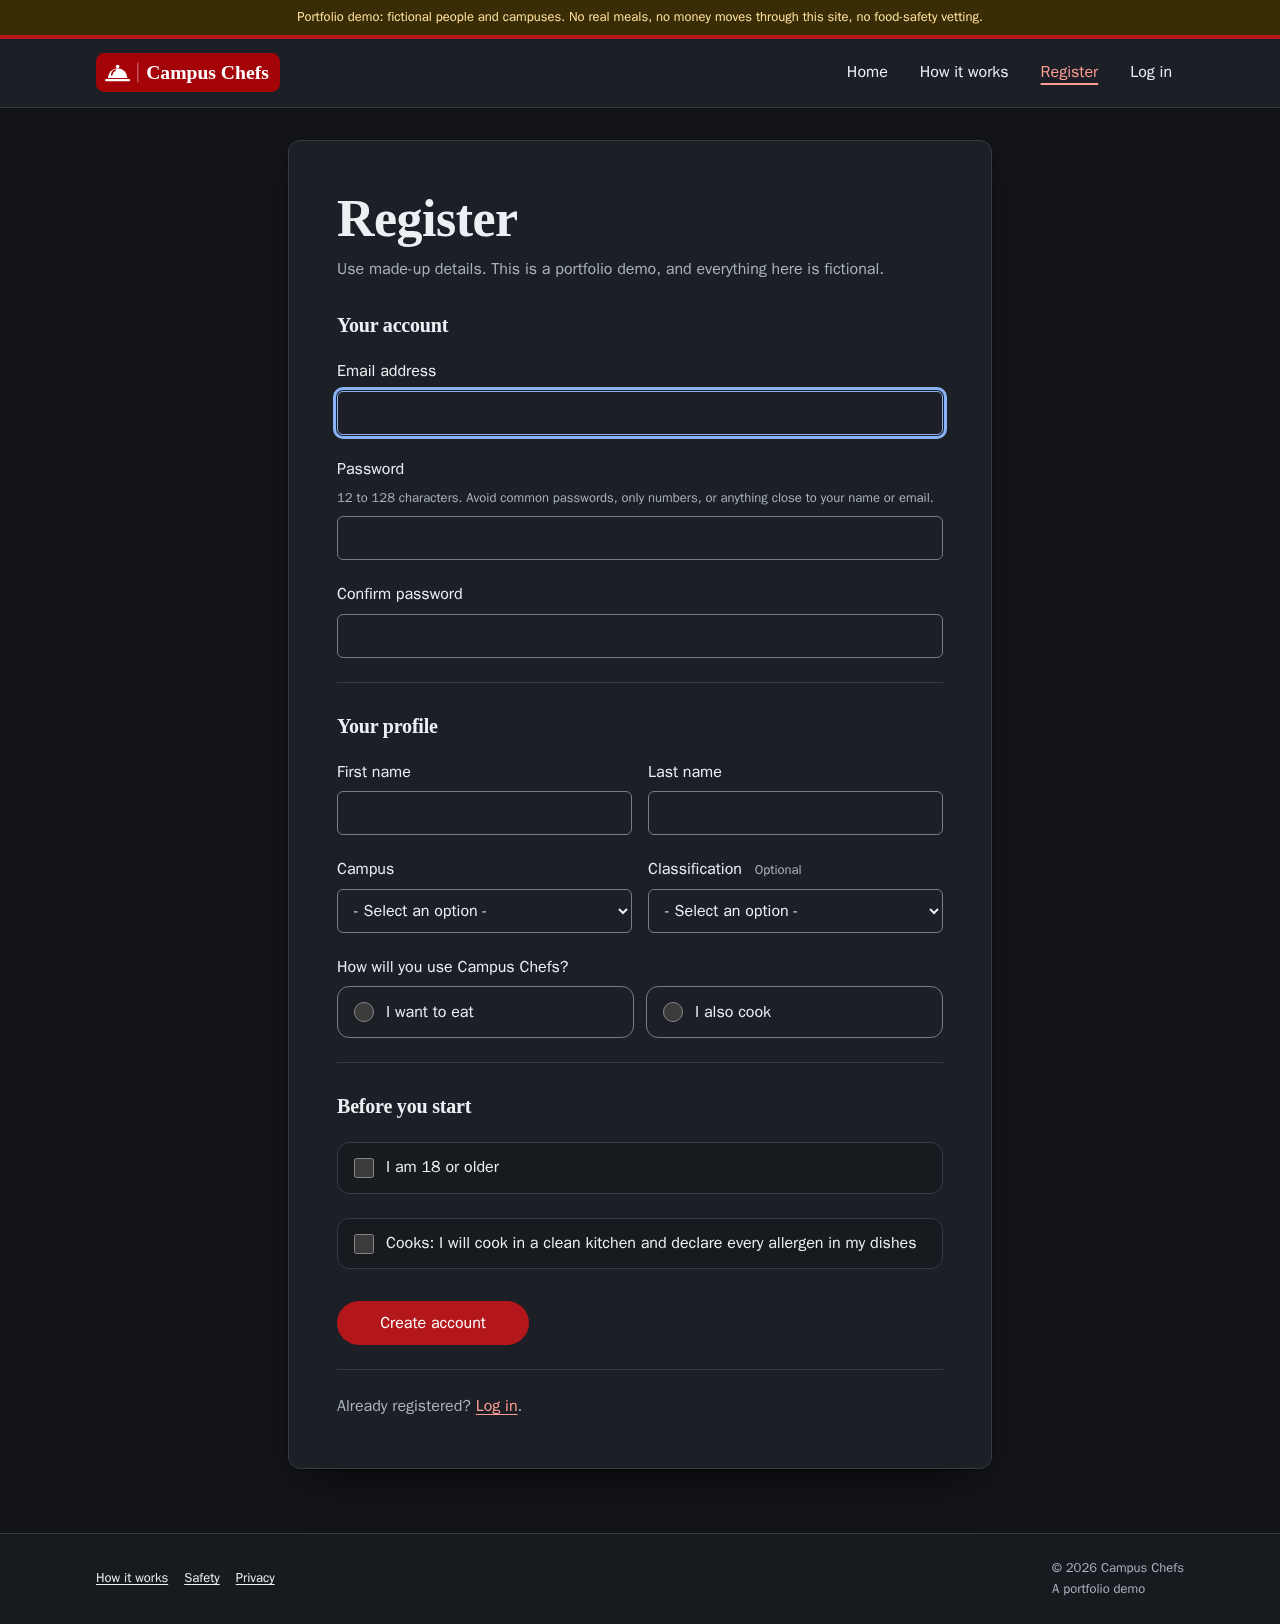 Portfolio demo: fictional people and campuses. No real meals, no money moves through this site, no food-safety vetting.
Campus Chefs
Home
How it works
Register
Log in
Register
Use made-up details. This is a portfolio demo, and everything here is fictional.
Your account
Email address
Password
12 to 128 characters. Avoid common passwords, only numbers, or anything close to your name or email.
Confirm password
Your profile
First name
Last name
Campus
Classification Optional
- Select an option -
- Select an option -
How will you use Campus Chefs?
I want to eat
I also cook
Before you start
I am 18 or older
Cooks: I will cook in a clean kitchen and declare every allergen in my dishes
Create account
Already registered? Log in.
How it works
Safety
Privacy
© 2026 Campus Chefs
A portfolio demo